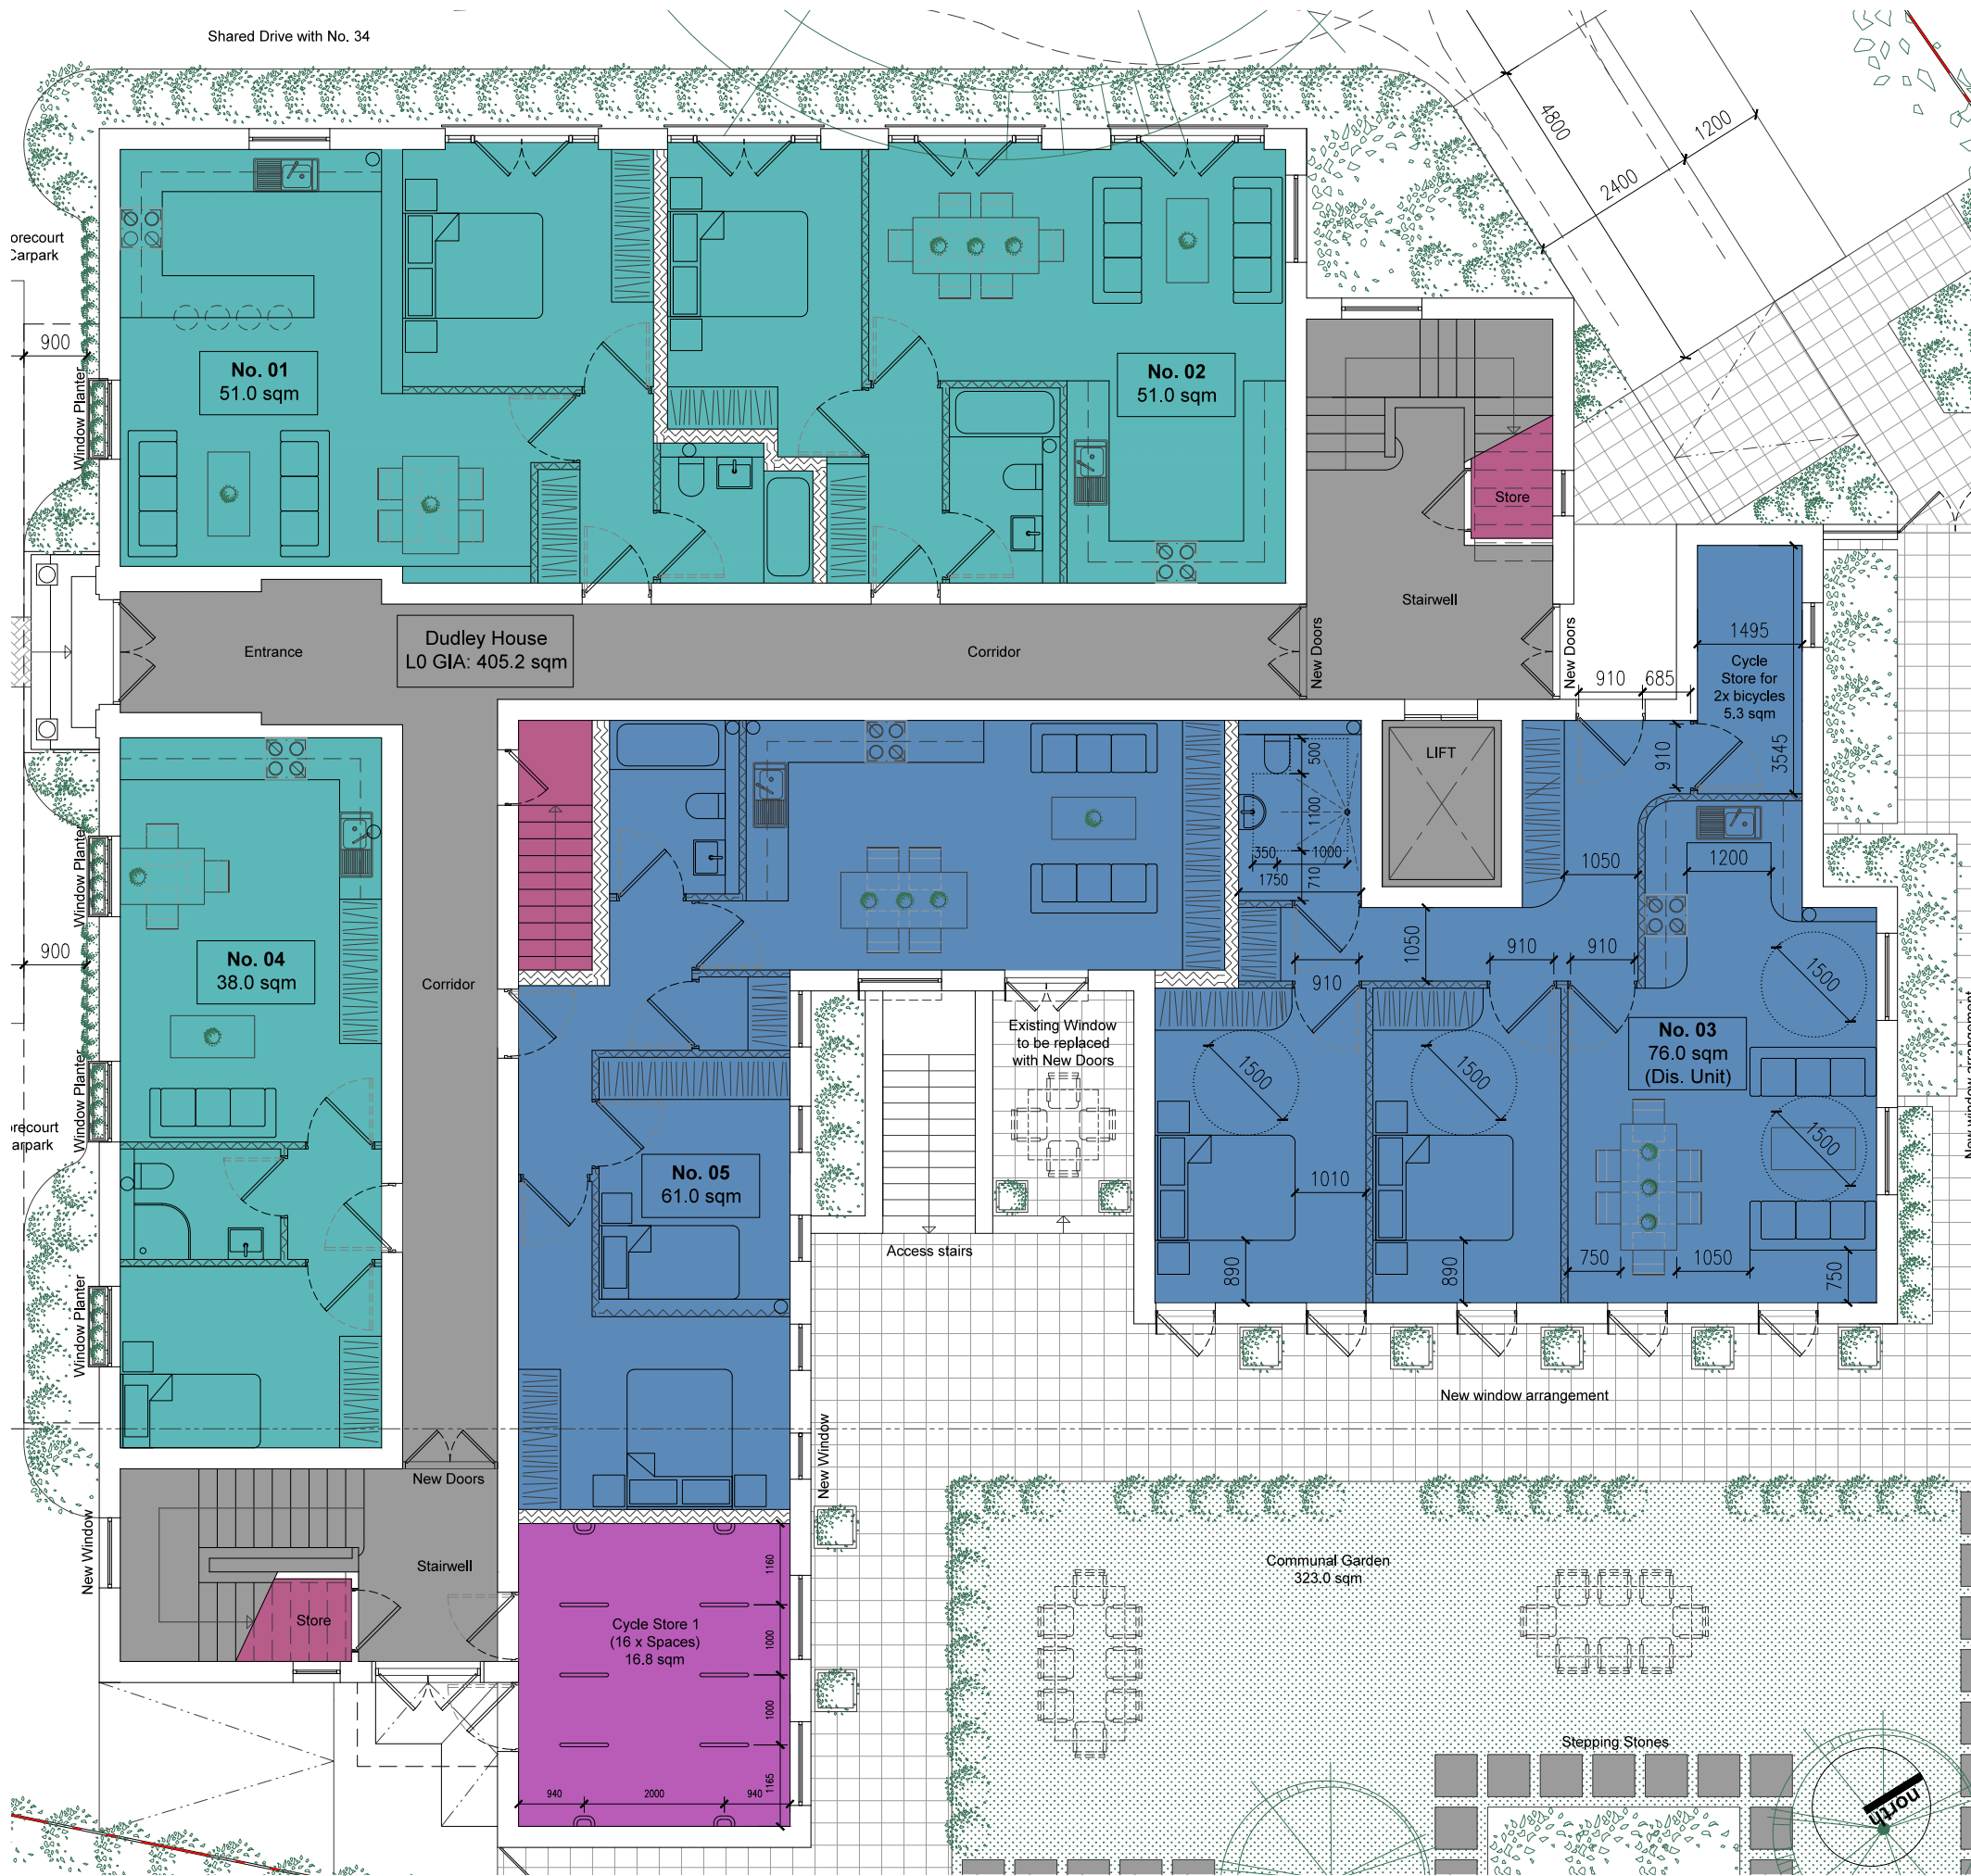 Shared Drive with No. 34
4800
1200
2400
orecourt
Carpark
900
Window Planter
No. 01
51.0 sqm
No. 02
51.0 sqm
Store
Stairwell
New Doors
New Doors
Entrance
Dudley House
L0 GIA: 405.2 sqm
Corridor
1495
Cycle
Store for
2x bicycles
5.3 sqm
910
685
910
3545
LIFT
500
1100
350
1000
1750
710
1050
1200
1050
910
910
910
1500
Window Planter
900
No. 04
38.0 sqm
Corridor
Existing Window
to be replaced
with New Doors
No. 03
76.0 sqm
(Dis. Unit)
1500
1500
1500
New window arrangement
Window Planter
orecourt
arpark
No. 05
61.0 sqm
1010
Access stairs
890
890
750
1050
750
Window Planter
New window arrangement
New Window
New Doors
New Window
Stairwell
Store
Cycle Store 1
(16 x Spaces)
16.8 sqm
1160
1000
1000
1165
940
2000
940
Communal Garden
323.0 sqm
Stepping Stones
north